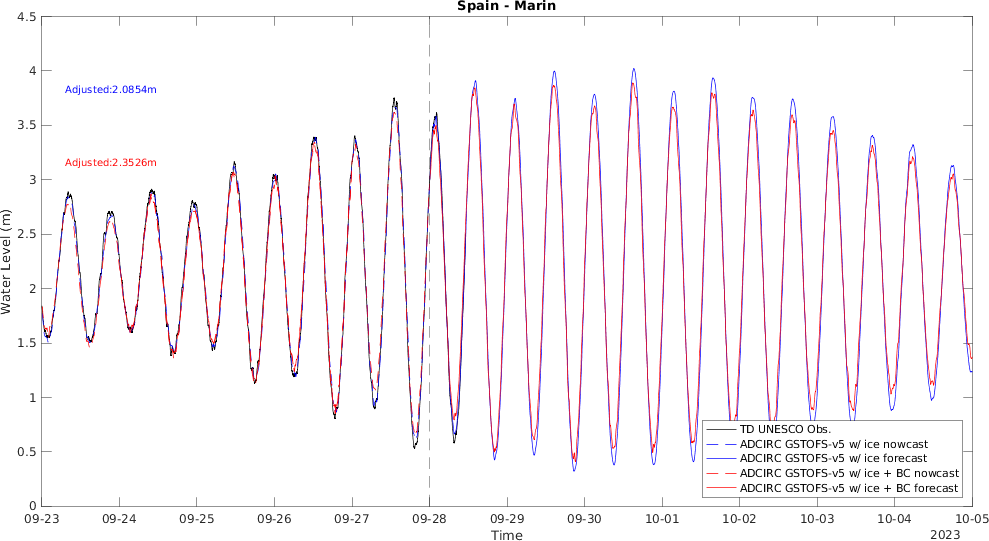 Spain - Marin
4.5
4
3.5
3
2.5
2
1.5
1
0.5
0
Water Level (m)
Adjusted:2.0854m
Adjusted:2.3526m
TD UNESCO Obs.
ADCIRC GSTOFS-v5 w/ ice nowcast
ADCIRC GSTOFS-v5 w/ ice forecast
ADCIRC GSTOFS-v5 w/ ice + BC nowcast
ADCIRC GSTOFS-v5 w/ ice + BC forecast
09-23 09-24 09-25 09-26 09-27 09-28 09-29 09-30 10-01 10-02 10-03 10-04 10-05
Time
2023